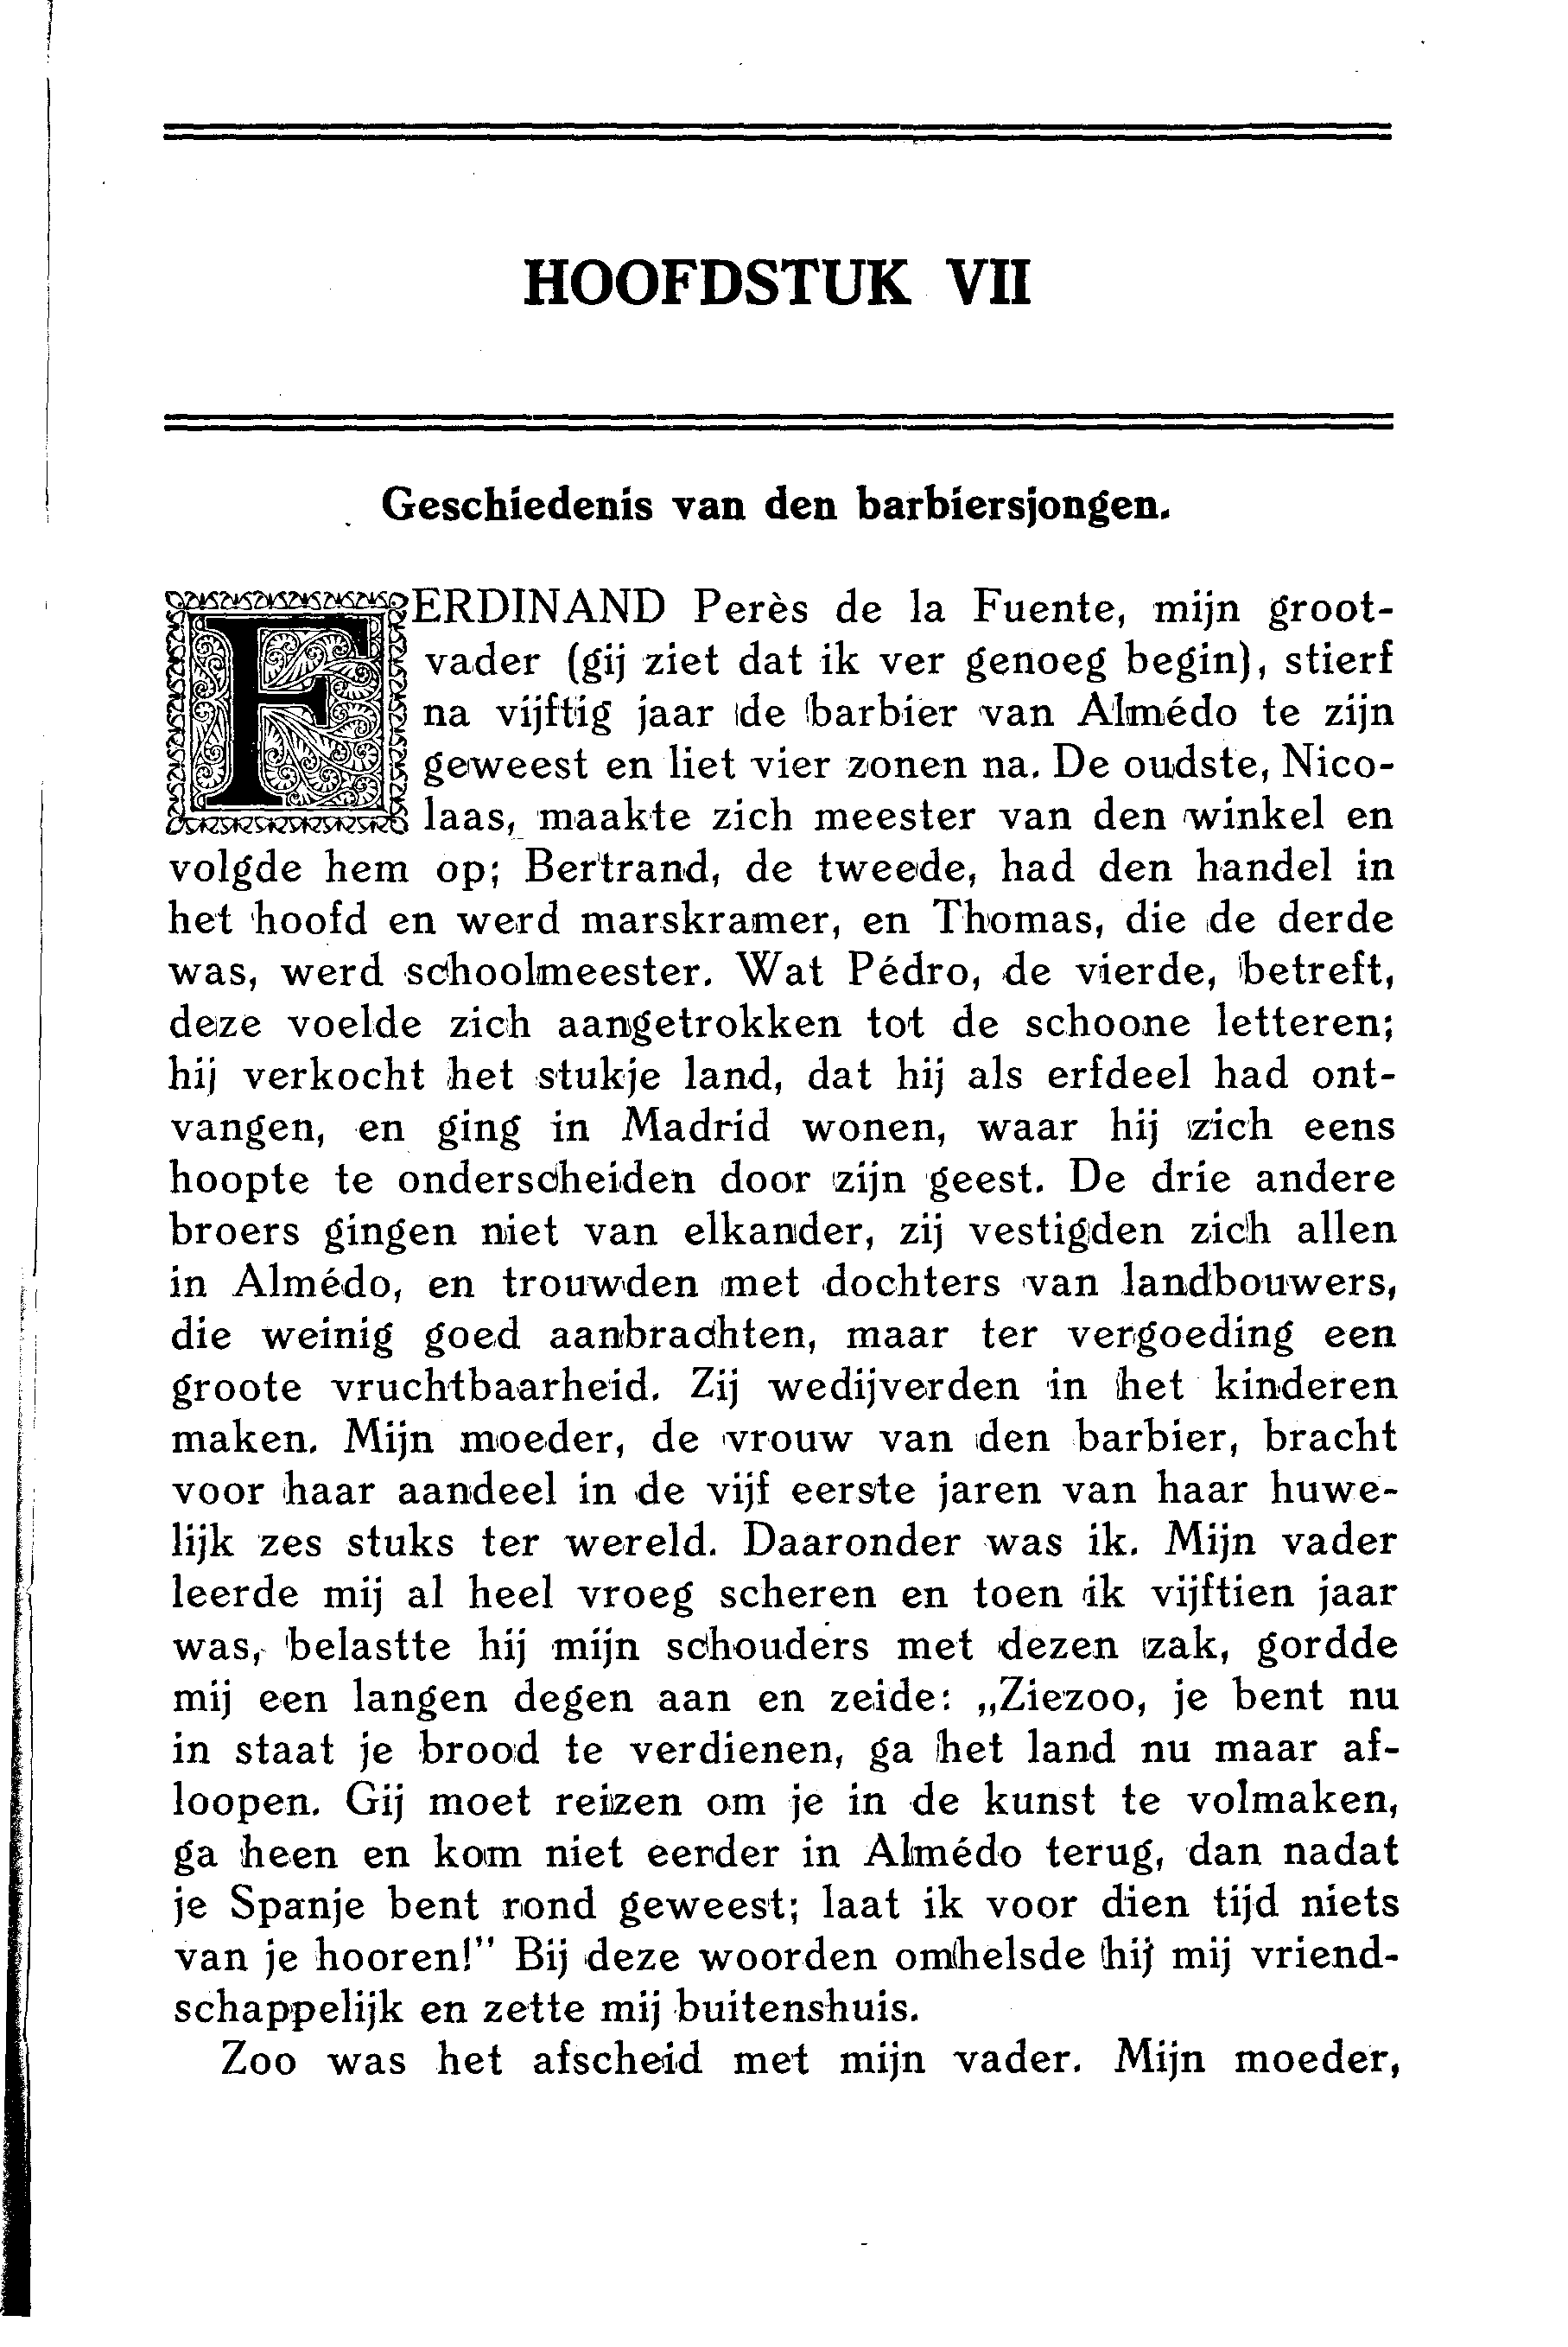 HOOFDSTUK VII
Geschiedenis van den barbiersjongen.
FERDINAND Perès de la Fuente, mijn groot-
vader (gij ziet dat ik ver genoeg begin), stierf
na vijftig jaar de barbier van Almédo te zijn
geweest en liet vier zonen na. De oudste, Nico-
laas, maakte zich meester van den winkel en
volgde hem op; Bertrand, de tweede, had den handel in
het hoofd en werd marskramer, en Thomas, die de derde
was, werd schoolmeester. Wat Pédro, de vierde, betreft,
deze voelde zich aangetrokken tot de schoone letteren;
hij verkocht het stukje land, dat hij als erfdeel had ont-
vangen, en ging in Madrid wonen, waar hij zich eens
hoopte te onderscheiden door zijn geest. De drie andere
broers gingen niet van elkander, zij vestigden zich allen
in Almédo, en trouwden met dochters van landbouwers,
die weinig goed aanbrachten, maar ter vergoeding een
groote vruchtbaarheid. Zij wedijverden in het kinderen
maken. Mijn moeder, de vrouw van den barbier, bracht
voor haar aandeel in de vijf eerste jaren van haar huwe-
lijk zes stuks ter wereld. Daaronder was ik. Mijn vader
leerde mij al heel vroeg scheren en toen ik vijftien jaar
was, belastte hij mijn schouders met dezen zak, gordde
mij een langen degen aan en zeide: „Ziezoo, je bent nu
in staat je brood te verdienen, ga het land nu maar af-
loopen. Gij moet reizen om je in de kunst te volmaken,
ga heen en kom niet eerder in Almédo terug, dan nadat
je Spanje bent rond geweest; laat ik voor dien tijd niets
van je hooren!” Bij deze woorden omhelsde hij mij vriend-
schappelijk en zette mij buitenshuis.
Zoo was het afscheid met mijn vader. Mijn moeder,